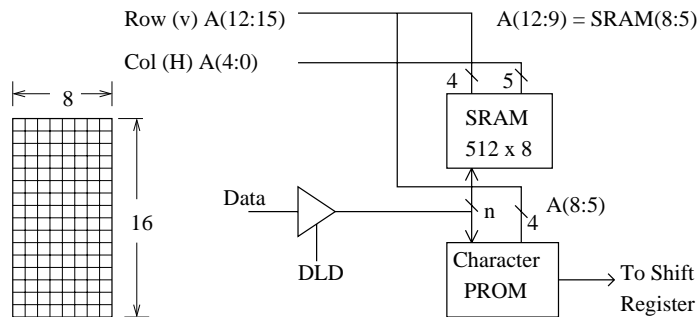 Row (v) A(12:15)
A(12:9) = SRAM(8:5)
Col (H) A(4:0)
4
5
8
SRAM
512 x 8
16
Data
n
4
A(8:5)
DLD
Character
PROM
To Shift
Register